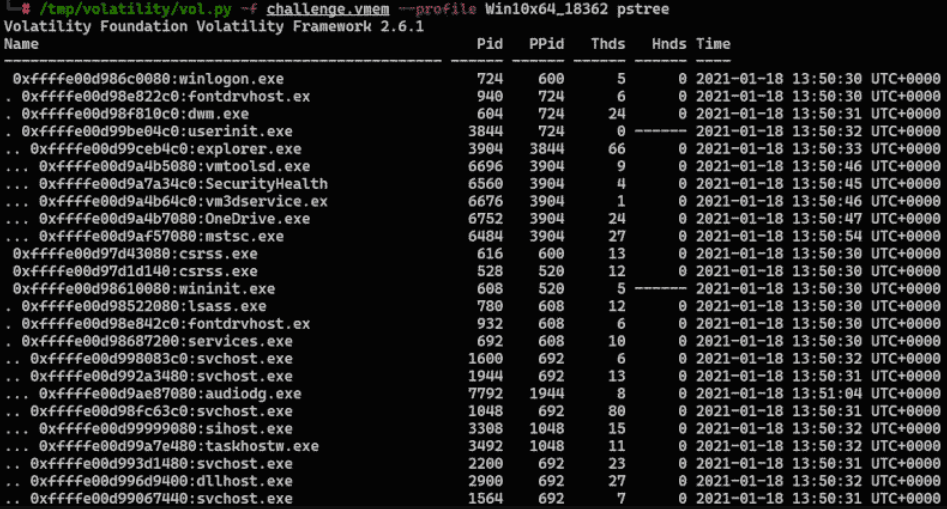 # /tmp/volatility/vol.py -f challenge.vmem --profile Win10x64_18362 pstree
Volatility Foundation Volatility Framework 2.6.1
Name Pid PPid Thds Hnds Time
-------------------------------------------------- ------ ------ ------ ------ ----
0xffffe00d986c0080:winlogon.exe 724 600 5 0 2021-01-18 13:50:30 UTC+0000
. 0xffffe00d98e822c0:fontdrvhost.ex 940 724 6 0 2021-01-18 13:50:30 UTC+0000
. 0xffffe00d98f810c0:dwm.exe 604 724 24 0 2021-01-18 13:50:31 UTC+0000
. 0xffffe00d99be04c0:userinit.exe 3844 724 0 ------ 2021-01-18 13:50:32 UTC+0000
.. 0xffffe00d99ceb4c0:explorer.exe 3904 3844 66 0 2021-01-18 13:50:33 UTC+0000
... 0xffffe00d9a4b5080:vmtoolsd.exe 6696 3904 9 0 2021-01-18 13:50:46 UTC+0000
... 0xffffe00d9a7a34c0:SecurityHealth 6560 3904 4 0 2021-01-18 13:50:45 UTC+0000
... 0xffffe00d9a4b64c0:vm3dservice.ex 6676 3904 1 0 2021-01-18 13:50:46 UTC+0000
... 0xffffe00d9a4b7080:OneDrive.exe 6752 3904 24 0 2021-01-18 13:50:47 UTC+0000
... 0xffffe00d9af57080:mstsc.exe 6484 3904 27 0 2021-01-18 13:50:54 UTC+0000
0xffffe00d97d43080:csrss.exe 616 600 13 0 2021-01-18 13:50:30 UTC+0000
0xffffe00d97d1d140:csrss.exe 528 520 12 0 2021-01-18 13:50:30 UTC+0000
0xffffe00d98610080:wininit.exe 608 520 5 ------ 2021-01-18 13:50:30 UTC+0000
. 0xffffe00d98522080:lsass.exe 780 608 12 0 2021-01-18 13:50:30 UTC+0000
. 0xffffe00d98e842c0:fontdrvhost.ex 932 608 6 0 2021-01-18 13:50:30 UTC+0000
. 0xffffe00d98687200:services.exe 692 608 10 0 2021-01-18 13:50:30 UTC+0000
.. 0xffffe00d998083c0:svchost.exe 1600 692 6 0 2021-01-18 13:50:32 UTC+0000
.. 0xffffe00d992a3480:svchost.exe 1944 692 13 0 2021-01-18 13:50:31 UTC+0000
... 0xffffe00d9ae87080:audiodg.exe 7792 1944 8 0 2021-01-18 13:51:04 UTC+0000
.. 0xffffe00d98fc63c0:svchost.exe 1048 692 80 0 2021-01-18 13:50:31 UTC+0000
... 0xffffe00d99999080:sihost.exe 3308 1048 15 0 2021-01-18 13:50:32 UTC+0000
... 0xffffe00d99a7e480:taskhostw.exe 3492 1048 11 0 2021-01-18 13:50:32 UTC+0000
.. 0xffffe00d993d1480:svchost.exe 2200 692 23 0 2021-01-18 13:50:31 UTC+0000
.. 0xffffe00d996d9400:dllhost.exe 2900 692 27 0 2021-01-18 13:50:32 UTC+0000
.. 0xffffe00d99067440:svchost.exe 1564 692 7 0 2021-01-18 13:50:31 UTC+0000